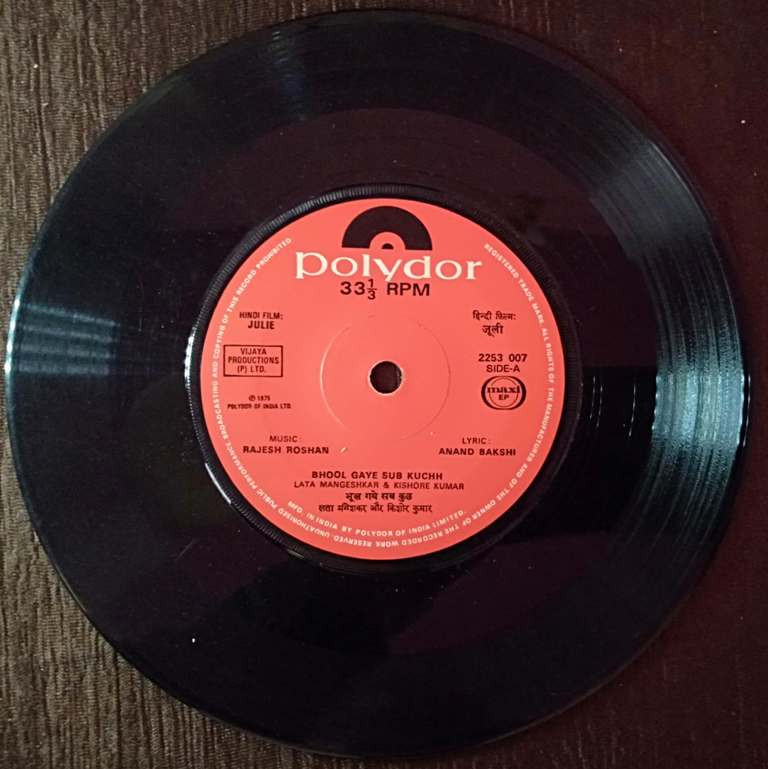 polydor
33 1/3 RPM
HINDI FILM:
JULIE
हिन्दी फिल्म:
जूली
VIJAYA
PRODUCTIONS
(P) LTD.
2253 007
SIDE-A
maxi
EP
℗ 1975
POLYDOR OF INDIA LTD.
MUSIC:
RAJESH ROSHAN
LYRIC:
ANAND BAKSHI
BHOOL GAYE SUB KUCHH
LATA MANGESHKAR & KISHORE KUMAR
भूल गये सब कुछ
लता मंगेशकर और किशोर कुमार
REGISTERED TRADE MARK. ALL RIGHTS OF THE MANUFACTURER AND OF THE OWNER OF THE RECORDED WORK RESERVED. UNAUTHORISED PUBLIC PERFORMANCE BROADCASTING AND COPYING OF THIS RECORD PROHIBITED
MFD. IN INDIA BY POLYDOR OF INDIA LIMITED.